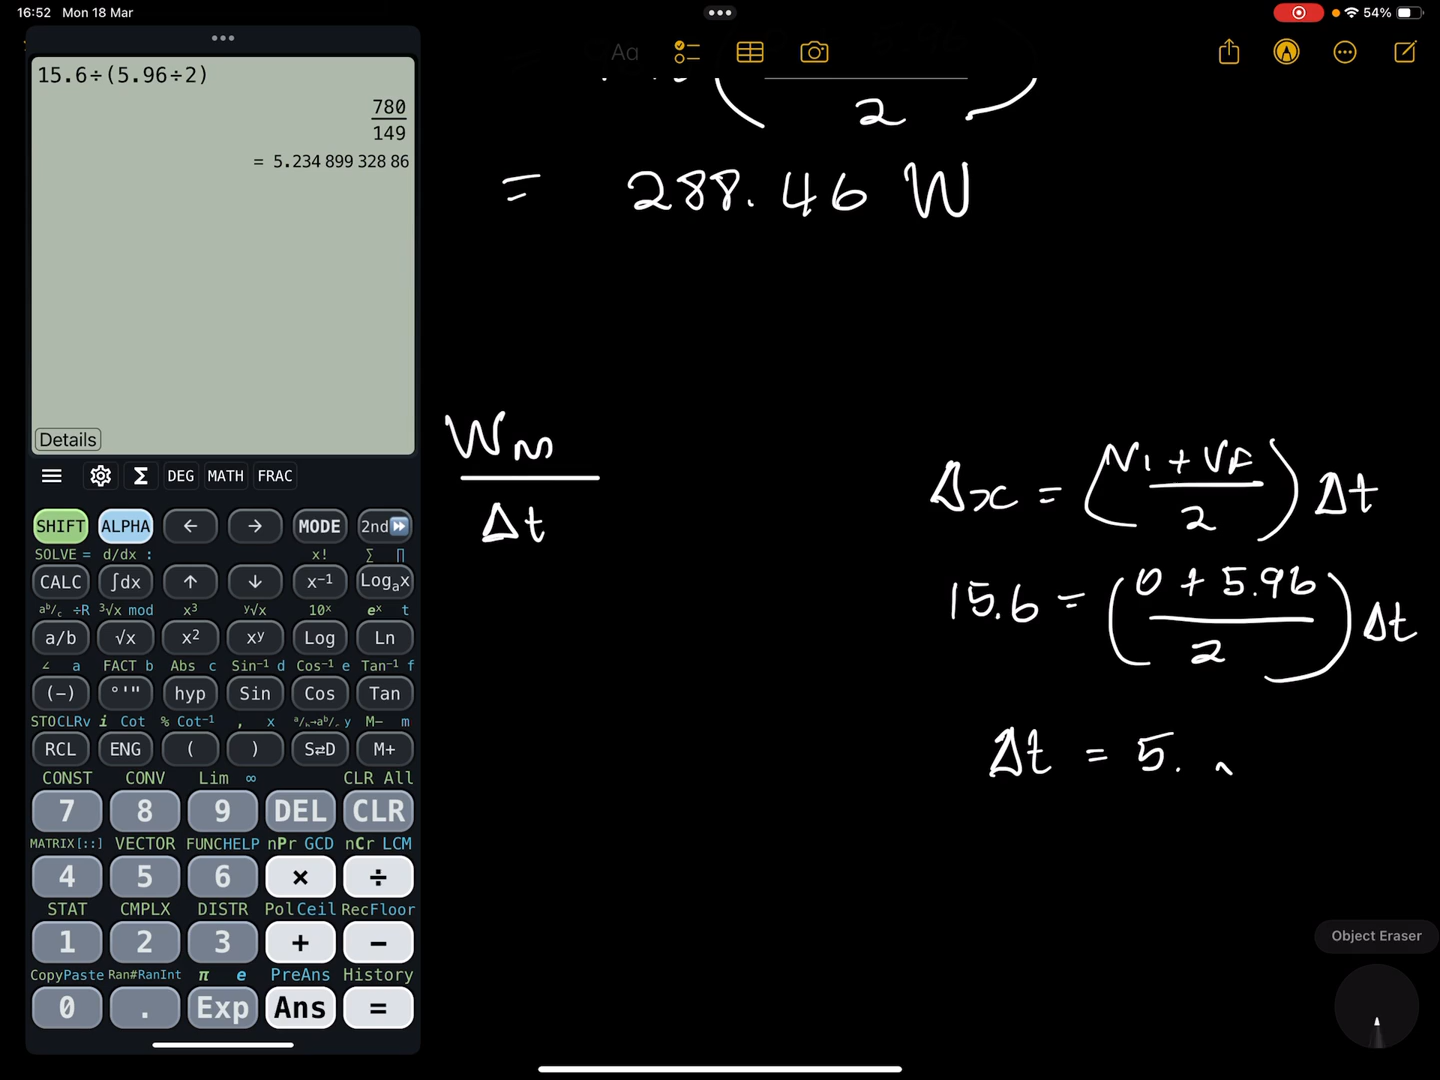 16:52 Mon 18 Mar
54%
15.6÷(5.96÷2)
780
149
= 5.234 899 328 86
Details
DEG MATH FRAC
SHIFT ALPHA ← → MODE 2nd
SOLVE = d/dx : x! ∑ ∏
CALC ∫dx ↑ ↓ x⁻¹ Logₐx
aᵇ/c ÷R ³√x mod x³ ʸ√x 10ˣ eˣ t
a/b √x x² xʸ Log Ln
∠ a FACT b Abs c Sin⁻¹ d Cos⁻¹ e Tan⁻¹ f
(−) °'" hyp Sin Cos Tan
STO CLRv i Cot % Cot⁻¹ , x y M− m
RCL ENG ( ) S⇄D M+
CONST CONV Lim ∞ CLR All
7 8 9 DEL CLR
MATRIX[::] VECTOR FUNC HELP nPr GCD nCr LCM
4 5 6 × ÷
STAT CMPLX DISTR Pol Ceil Rec Floor
1 2 3 + −
Copy Paste Ran# RanInt π e PreAns History
0 . Exp Ans =
Aa
2
= 288.46 W
Wm
Δt
Δx = (Vi + VF / 2) Δt
15.6 = (0 + 5.96 / 2) Δt
Δt = 5.
Object Eraser